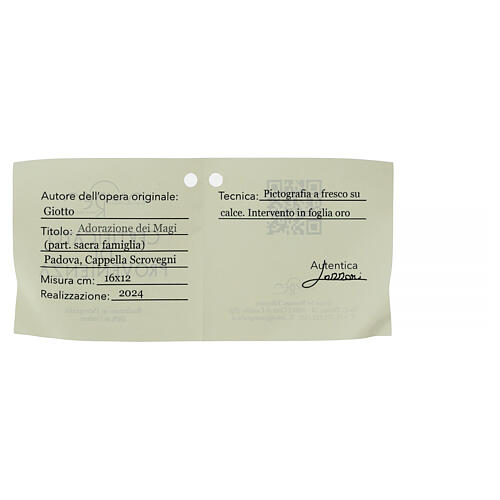 Autore dell'opera originale:
Giotto
Titolo: Adorazione dei Magi
(part. sacra famiglia)
Padova, Cappella Scrovegni
Misura cm: 16x12
Realizzazione: 2024
Tecnica: Pictografia a fresco su
calce. Intervento in foglia oro
Autentica